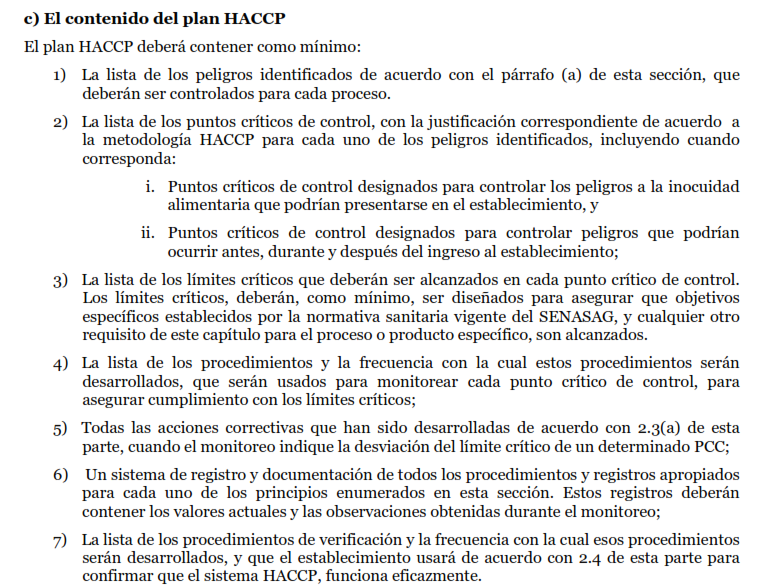 c) El contenido del plan HACCP
El plan HACCP deberá contener como mínimo:
1) La lista de los peligros identificados de acuerdo con el párrafo (a) de esta sección, que
deberán ser controlados para cada proceso.
2) La lista de los puntos críticos de control, con la justificación correspondiente de acuerdo a
la metodología HACCP para cada uno de los peligros identificados, incluyendo cuando
corresponda:
i. Puntos críticos de control designados para controlar los peligros a la inocuidad
alimentaria que podrían presentarse en el establecimiento, y
ii. Puntos críticos de control designados para controlar peligros que podrían
ocurrir antes, durante y después del ingreso al establecimiento;
3) La lista de los límites críticos que deberán ser alcanzados en cada punto crítico de control.
Los límites críticos, deberán, como mínimo, ser diseñados para asegurar que objetivos
específicos establecidos por la normativa sanitaria vigente del SENASAG, y cualquier otro
requisito de este capítulo para el proceso o producto específico, son alcanzados.
4) La lista de los procedimientos y la frecuencia con la cual estos procedimientos serán
desarrollados, que serán usados para monitorear cada punto crítico de control, para
asegurar cumplimiento con los límites críticos;
5) Todas las acciones correctivas que han sido desarrolladas de acuerdo con 2.3(a) de esta
parte, cuando el monitoreo indique la desviación del límite crítico de un determinado PCC;
6) Un sistema de registro y documentación de todos los procedimientos y registros apropiados
para cada uno de los principios enumerados en esta sección. Estos registros deberán
contener los valores actuales y las observaciones obtenidas durante el monitoreo;
7) La lista de los procedimientos de verificación y la frecuencia con la cual esos procedimientos
serán desarrollados, y que el establecimiento usará de acuerdo con 2.4 de esta parte para
confirmar que el sistema HACCP, funciona eficazmente.